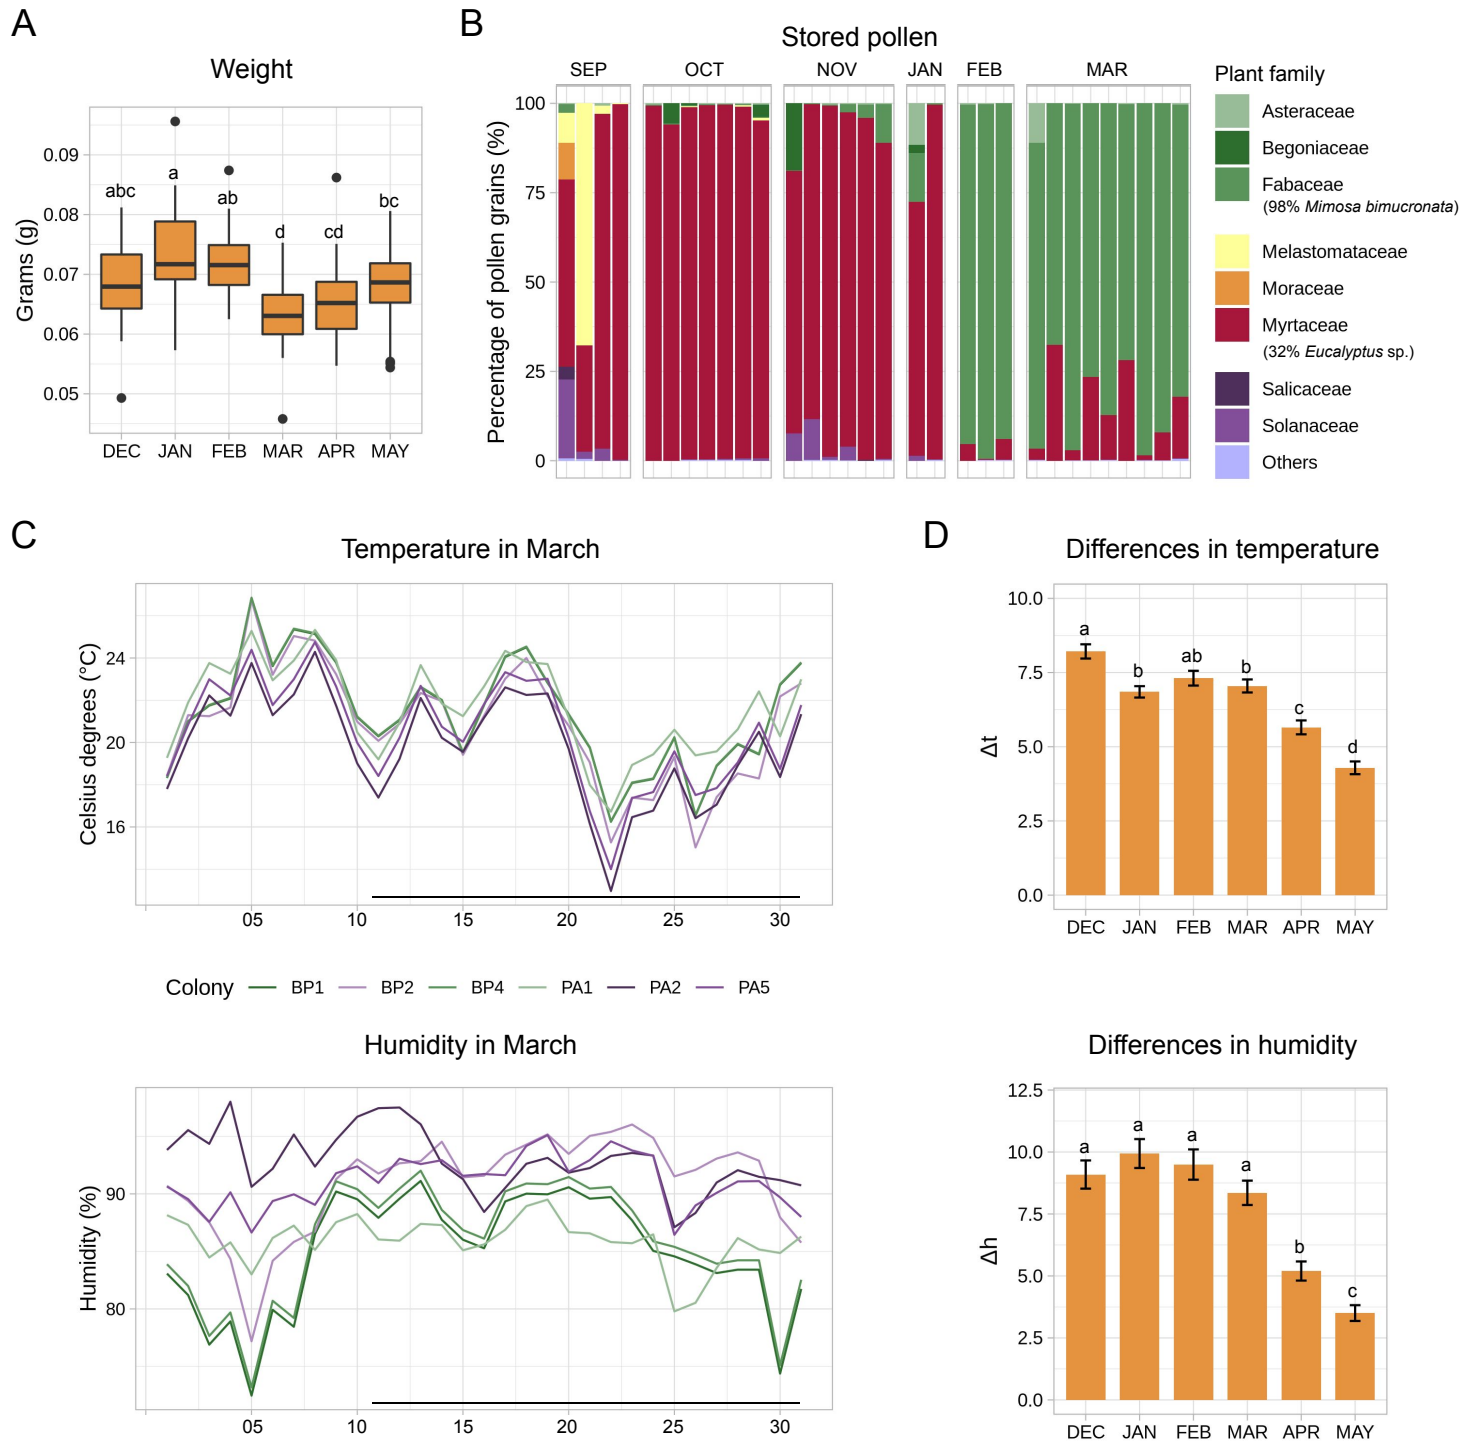 A
Weight
Grams (g)
0.09
0.08
0.07
0.06
0.05
abc
a
ab
d
cd
bc
DEC JAN FEB MAR APR MAY
B
Stored pollen
SEP OCT NOV JAN FEB MAR
Percentage of pollen grains (%)
100
75
50
25
0
Plant family
Asteraceae
Begoniaceae
Fabaceae
(98% Mimosa bimucronata)
Melastomataceae
Moraceae
Myrtaceae
(32% Eucalyptus sp.)
Salicaceae
Solanaceae
Others
C
Temperature in March
Celsius degrees (°C)
24
20
16
05 10 15 20 25 30
Colony BP1 BP2 BP4 PA1 PA2 PA5
Humidity in March
Humidity (%)
90
80
05 10 15 20 25 30
D
Differences in temperature
Δt
10.0
7.5
5.0
2.5
0.0
a
b
ab
b
c
d
DEC JAN FEB MAR APR MAY
Differences in humidity
Δh
12.5
10.0
7.5
5.0
2.5
0.0
a
a
a
a
b
c
DEC JAN FEB MAR APR MAY